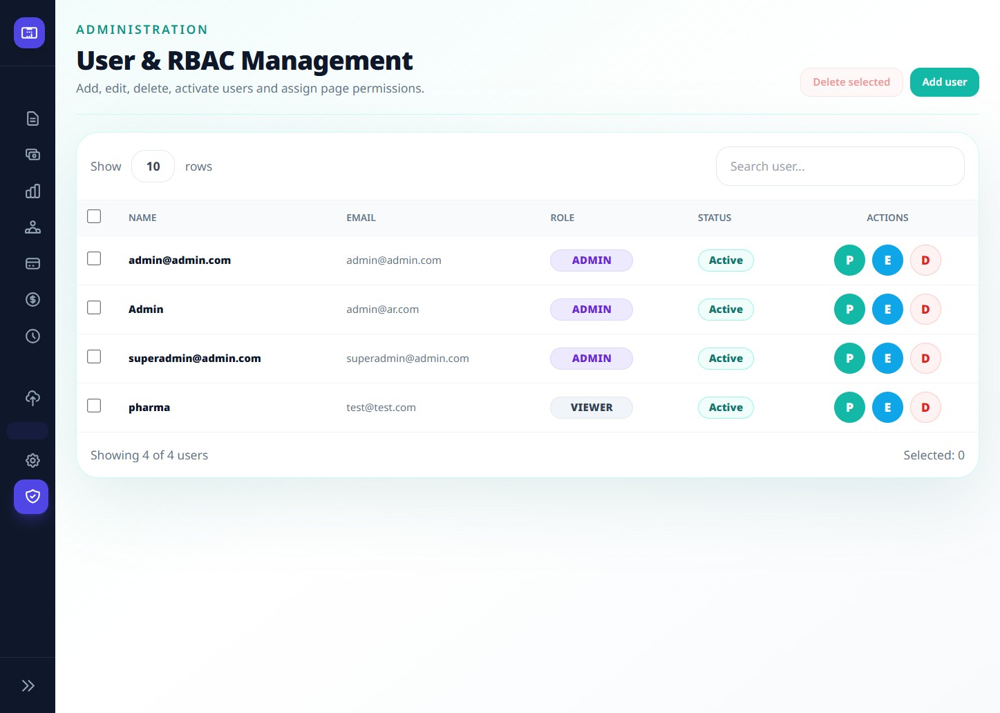 ADMINISTRATION
User & RBAC Management
Add, edit, delete, activate users and assign page permissions.
Delete selected
Add user
Show 10 rows
Search user...
NAME EMAIL ROLE STATUS ACTIONS
admin@admin.com admin@admin.com ADMIN Active P E D
Admin admin@ar.com ADMIN Active P E D
superadmin@admin.com superadmin@admin.com ADMIN Active P E D
pharma test@test.com VIEWER Active P E D
Showing 4 of 4 users
Selected: 0